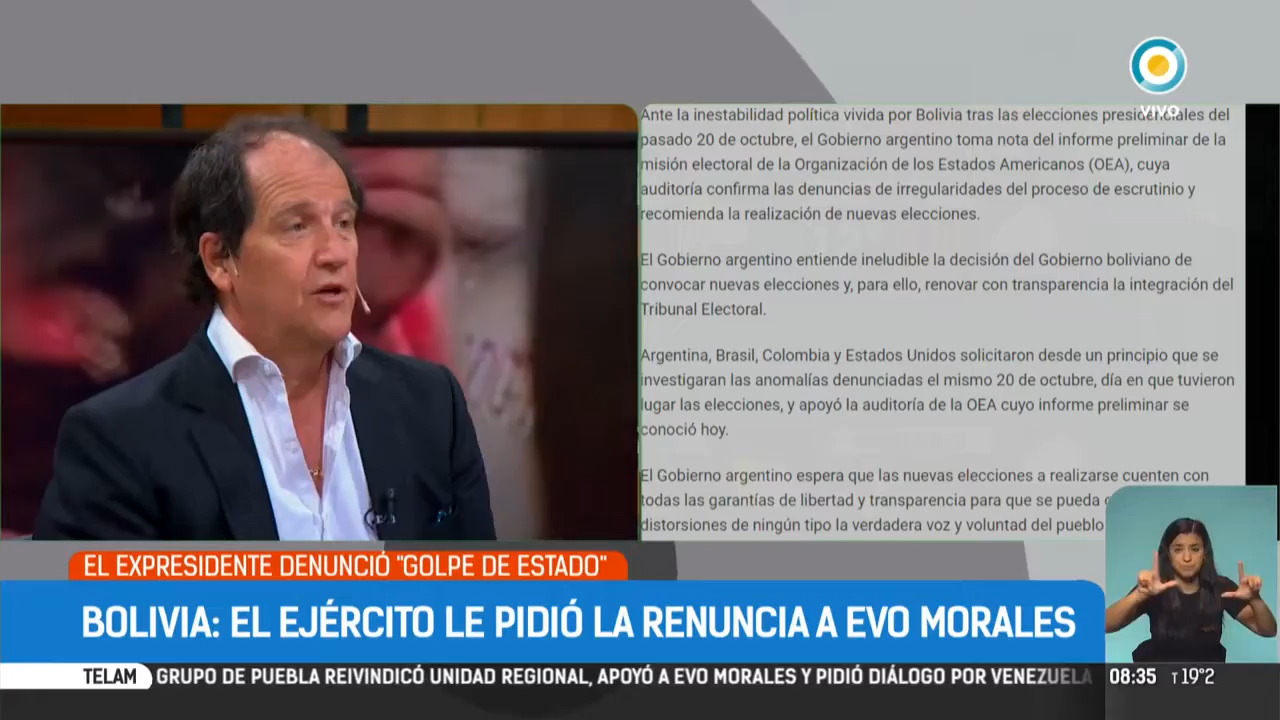 VIVO
Ante la inestabilidad política vivida por Bolivia tras las elecciones presidenciales del
pasado 20 de octubre, el Gobierno argentino toma nota del informe preliminar de la
misión electoral de la Organización de los Estados Americanos (OEA), cuya
auditoría confirma las denuncias de irregularidades del proceso de escrutinio y
recomienda la realización de nuevas elecciones.
El Gobierno argentino entiende ineludible la decisión del Gobierno boliviano de
convocar nuevas elecciones y, para ello, renovar con transparencia la integración del
Tribunal Electoral.
Argentina, Brasil, Colombia y Estados Unidos solicitaron desde un principio que se
investigaran las anomalías denunciadas el mismo 20 de octubre, día en que tuvieron
lugar las elecciones, y apoyó la auditoría de la OEA cuyo informe preliminar se
conoció hoy.
El Gobierno argentino espera que las nuevas elecciones a realizarse cuenten con
todas las garantías de libertad y transparencia para que se pueda
distorsiones de ningún tipo la verdadera voz y voluntad del pueblo
EL EXPRESIDENTE DENUNCIÓ "GOLPE DE ESTADO"
BOLIVIA: EL EJÉRCITO LE PIDIÓ LA RENUNCIA A EVO MORALES
TELAM GRUPO DE PUEBLA REIVINDICÓ UNIDAD REGIONAL, APOYÓ A EVO MORALES Y PIDIÓ DIÁLOGO POR VENEZUELA 08:35 T 19°2